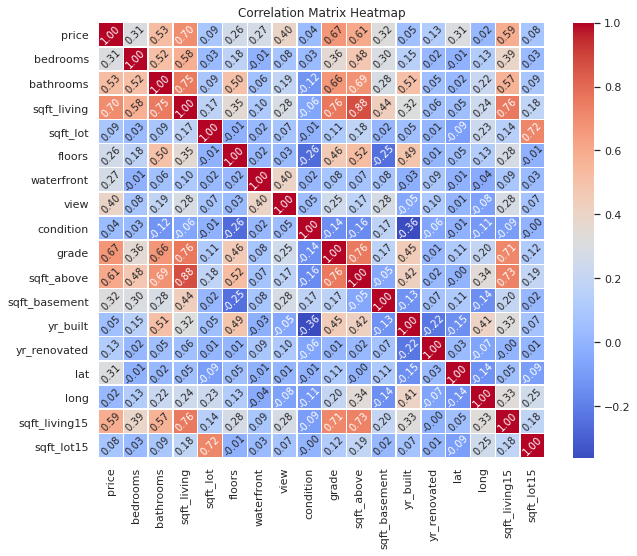 Correlation Matrix Heatmap
price 1.00 0.31 0.53 0.70 0.09 0.26 0.27 0.40 0.04 0.67 0.61 0.32 0.05 0.13 0.31 0.02 0.59 0.08
bedrooms 0.31 1.00 0.52 0.58 0.03 0.18 -0.01 0.08 0.03 0.36 0.48 0.30 0.15 0.02 -0.01 0.13 0.39 0.03
bathrooms 0.53 0.52 1.00 0.75 0.09 0.50 0.06 0.19 -0.12 0.66 0.69 0.28 0.51 0.05 0.02 0.22 0.57 0.09
sqft_living 0.70 0.58 0.75 1.00 0.17 0.35 0.10 0.28 -0.06 0.76 0.88 0.44 0.32 0.06 0.05 0.24 0.76 0.18
sqft_lot 0.09 0.03 0.09 0.17 1.00 -0.01 0.02 0.07 -0.01 0.11 0.18 0.02 0.05 0.01 -0.09 0.23 0.14 0.72
floors 0.26 0.18 0.50 0.35 -0.01 1.00 0.02 0.03 -0.26 0.46 0.52 -0.25 0.49 0.01 0.05 0.13 0.28 -0.01
waterfront 0.27 -0.01 0.06 0.10 0.02 0.02 1.00 0.40 0.02 0.08 0.07 0.08 -0.03 0.09 -0.01 -0.04 0.09 0.03
view 0.40 0.08 0.19 0.28 0.07 0.03 0.40 1.00 0.05 0.25 0.17 0.28 -0.05 0.10 0.01 -0.08 0.28 0.07
condition 0.04 0.03 -0.12 -0.06 -0.01 -0.26 0.02 0.05 1.00 -0.14 -0.16 0.17 -0.36 -0.06 -0.01 -0.11 -0.09 -0.00
grade 0.67 0.36 0.66 0.76 0.11 0.46 0.08 0.25 -0.14 1.00 0.76 0.17 0.45 0.01 0.11 0.20 0.71 0.12
sqft_above 0.61 0.48 0.69 0.88 0.18 0.52 0.07 0.17 -0.16 0.76 1.00 -0.05 0.42 0.02 -0.00 0.34 0.73 0.19
sqft_basement 0.32 0.30 0.28 0.44 0.02 -0.25 0.08 0.28 0.17 0.17 -0.05 1.00 -0.13 0.07 0.11 -0.14 0.20 0.02
yr_built 0.05 0.15 0.51 0.32 0.05 0.49 -0.03 -0.05 -0.36 0.45 0.42 -0.13 1.00 -0.22 -0.15 0.41 0.33 0.07
yr_renovated 0.13 0.02 0.05 0.06 0.01 0.01 0.09 0.10 -0.06 0.01 0.02 0.07 -0.22 1.00 0.03 -0.07 -0.00 0.01
lat 0.31 -0.01 0.02 0.05 -0.09 0.05 -0.01 0.01 -0.01 0.11 -0.00 0.11 -0.15 0.03 1.00 -0.14 0.05 -0.09
long 0.02 0.13 0.22 0.24 0.23 0.13 -0.04 -0.08 -0.11 0.20 0.34 -0.14 0.41 -0.07 -0.14 1.00 0.33 0.25
sqft_living15 0.59 0.39 0.57 0.76 0.14 0.28 0.09 0.28 -0.09 0.71 0.73 0.20 0.33 -0.00 0.05 0.33 1.00 0.18
sqft_lot15 0.08 0.03 0.09 0.18 0.72 -0.01 0.03 0.07 -0.00 0.12 0.19 0.02 0.07 0.01 -0.09 0.25 0.18 1.00
price bedrooms bathrooms sqft_living sqft_lot floors waterfront view condition grade sqft_above sqft_basement yr_built yr_renovated lat long sqft_living15 sqft_lot15
1.0
0.8
0.6
0.4
0.2
0.0
−0.2